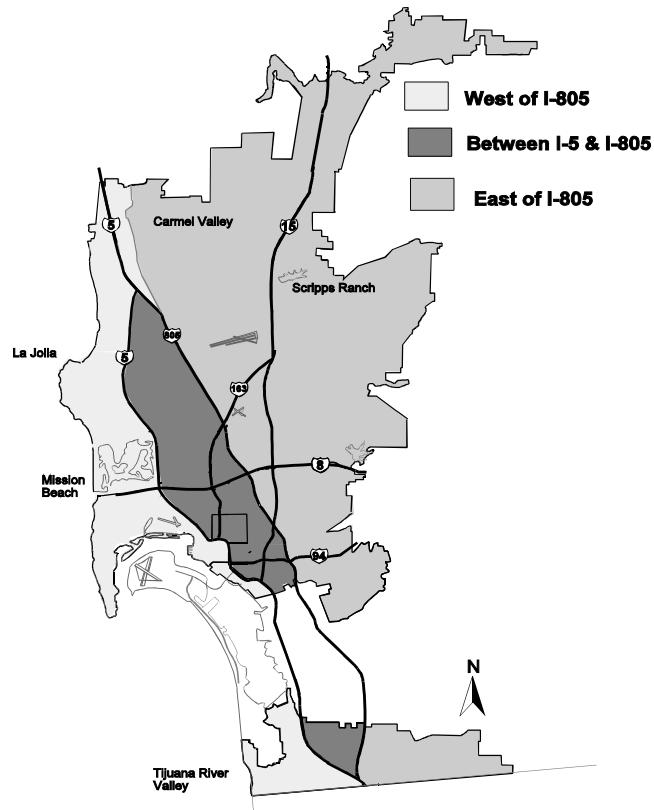 West of I-805
Between I-5 & I-805
East of I-805
5
Carmel Valley
15
Scripps Ranch
805
La Jolla
5
163
8
Mission
Beach
94
N
Tijuana River
Valley